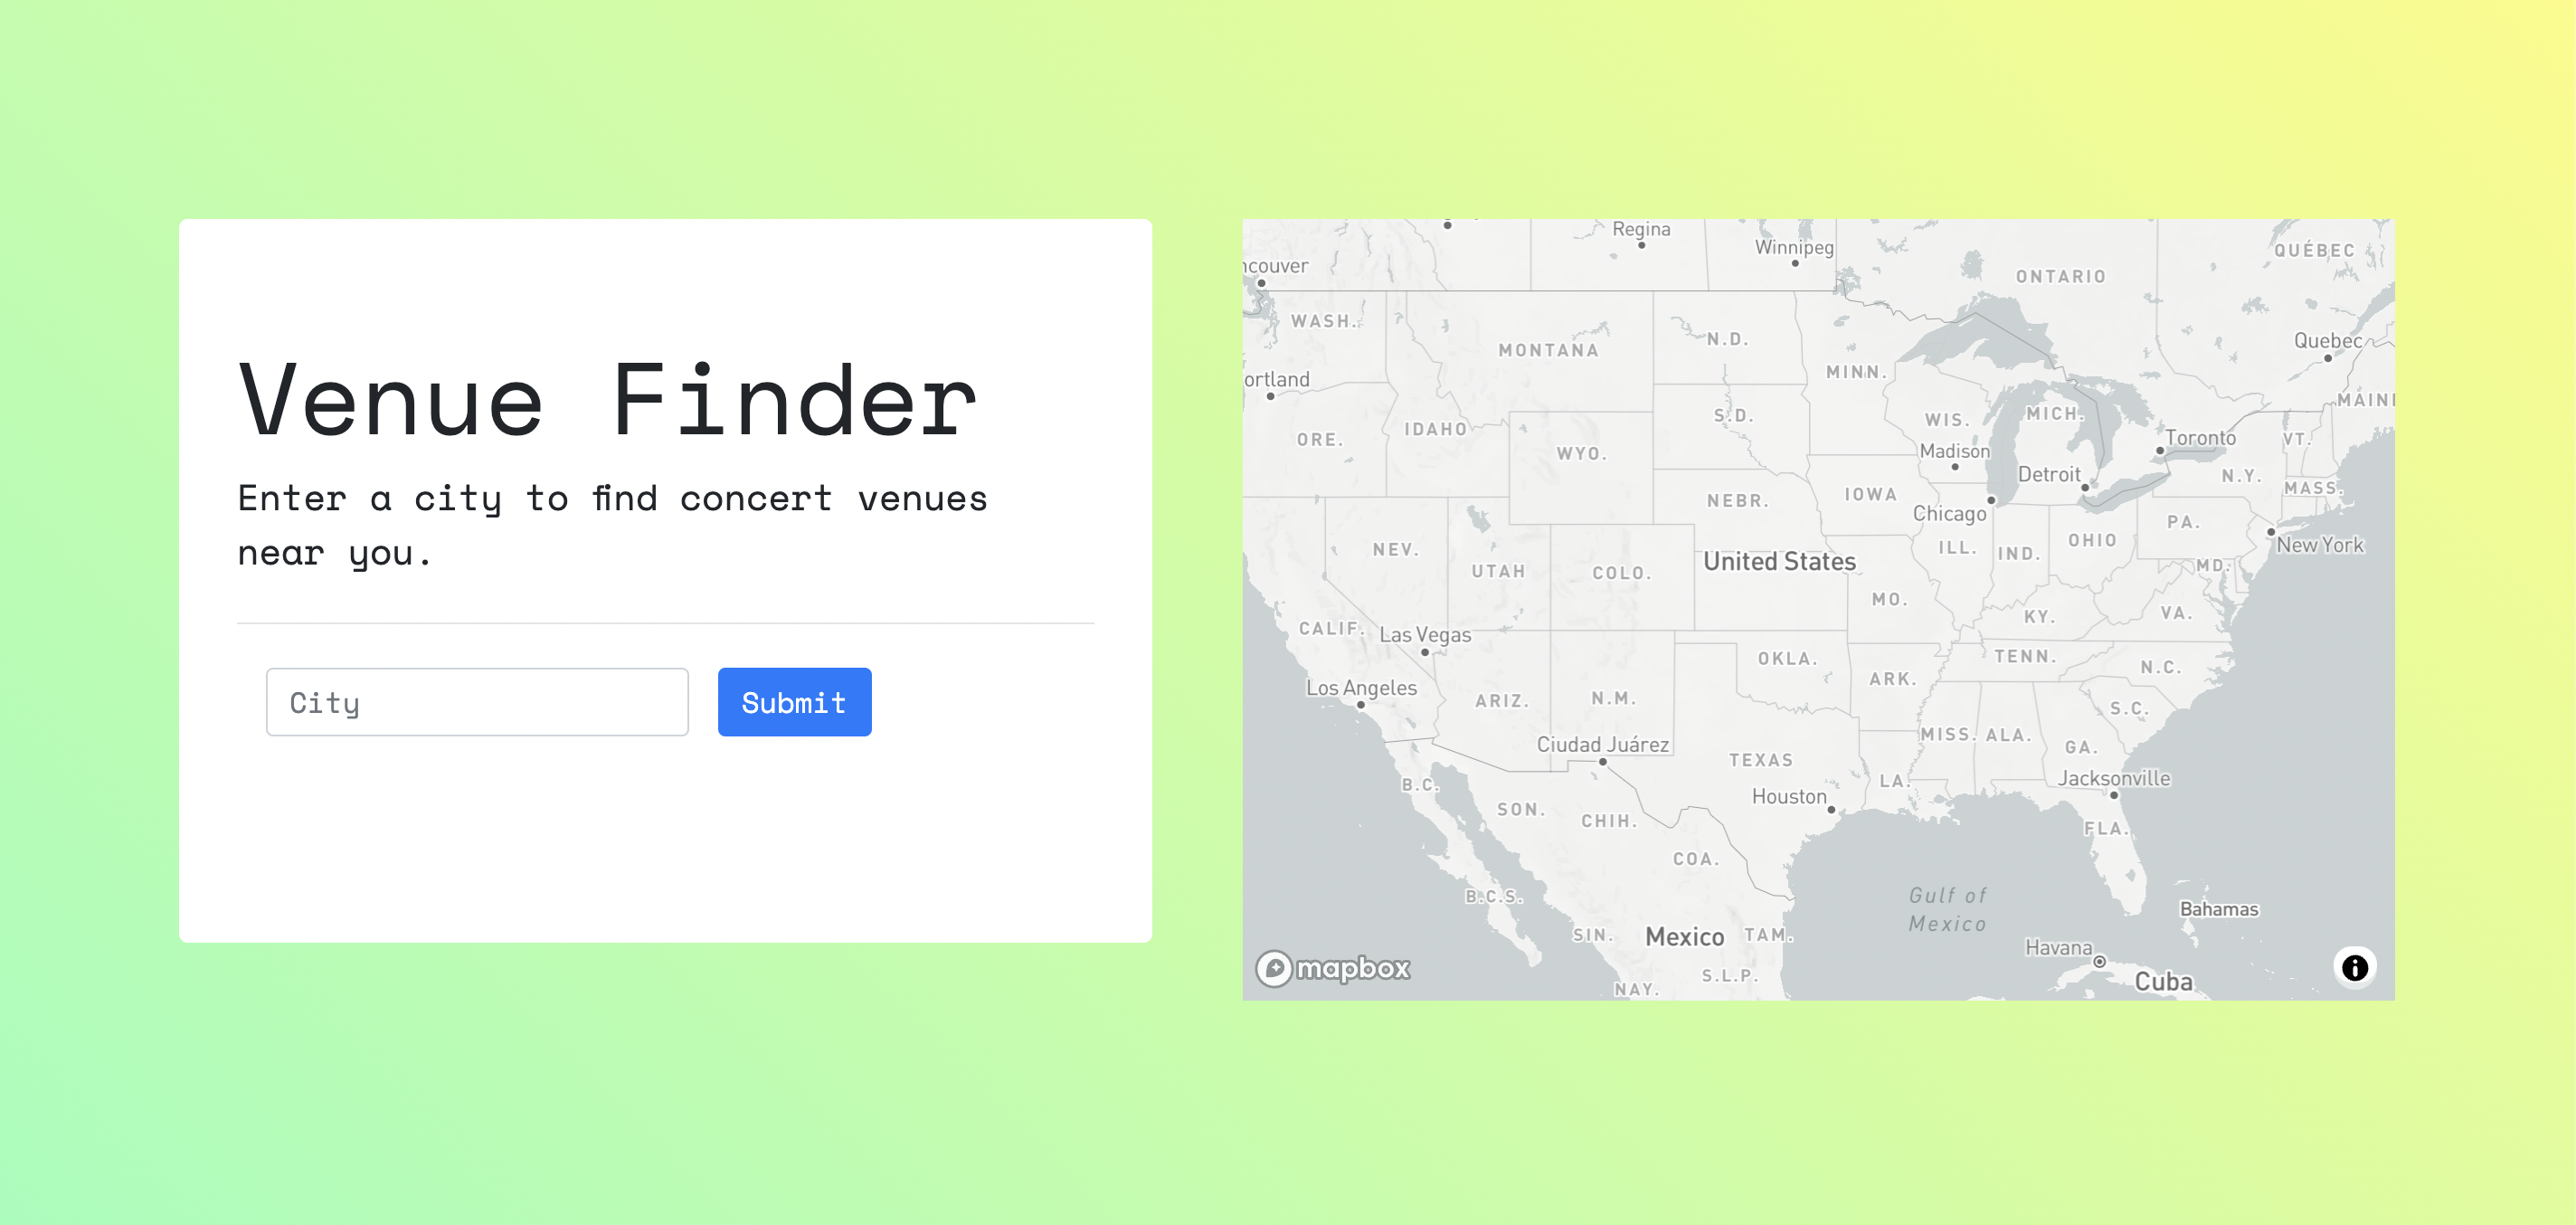 Venue Finder
Enter a city to find concert venues
near you.
City
Submit
Regina
Winnipeg
ncouver
QUÉBEC
ONTARIO
WASH.
N.D.
Quebec
MONTANA
MINN.
ortland
MAINE
MICH.
S.D.
WIS.
IDAHO
ORE.
Toronto
VT.
Madison
WYO.
Detroit
N.Y.
MASS.
IOWA
NEBR.
Chicago
PA.
OHIO
New York
NEV.
ILL.
IND.
United States
MD.
UTAH
COLO.
MO.
VA.
KY.
CALIF.
Las Vegas
TENN.
OKLA.
N.C.
ARK.
Los Angeles
ARIZ.
N.M.
S.C.
MISS.
ALA.
Ciudad Juárez
GA.
TEXAS
Jacksonville
LA.
B.C.
Houston
SON.
CHIH.
FLA.
COA.
B.C.S.
Gulf of
Mexico
Bahamas
SIN.
Mexico
TAM.
Havana
mapbox
S.L.P.
Cuba
NAY.